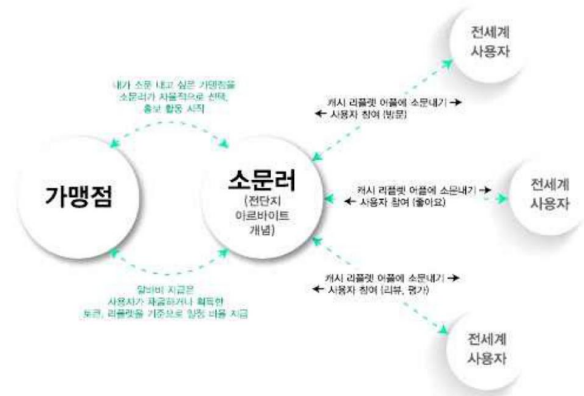 전세계
사용자
내가 소문 내고 싶은 가맹점을
소문러가 자율적으로 선택,
홍보 활동 시작
캐시 리플렛 어플에 소문내기 →
← 사용자 참여 (방문)
가맹점
소문러
(전단지
아르바이트
개념)
캐시 리플렛 어플에 소문내기 →
← 사용자 참여 (좋아요)
전세계
사용자
알바비 지급은
사용자가 채굴하거나 획득한
토큰, 리플렛을 기준으로 일정 비율 지급
캐시 리플렛 어플에 소문내기 →
← 사용자 참여 (리뷰, 평가)
전세계
사용자